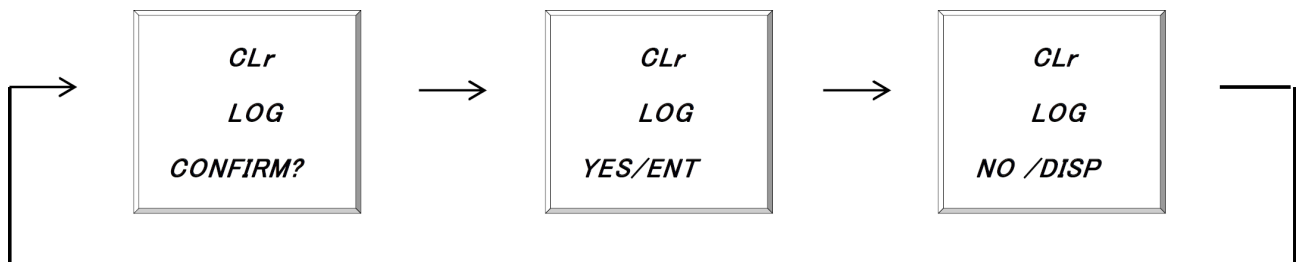 CLr
LOG
CONFIRM?
CLr
LOG
YES/ENT
CLr
LOG
NO /DISP